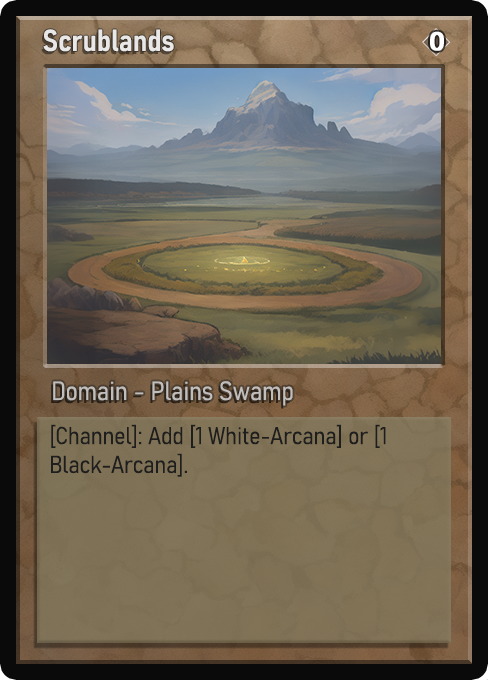 Scrublands
0
Domain - Plains Swamp
[Channel]: Add [1 White-Arcana] or [1
Black-Arcana].